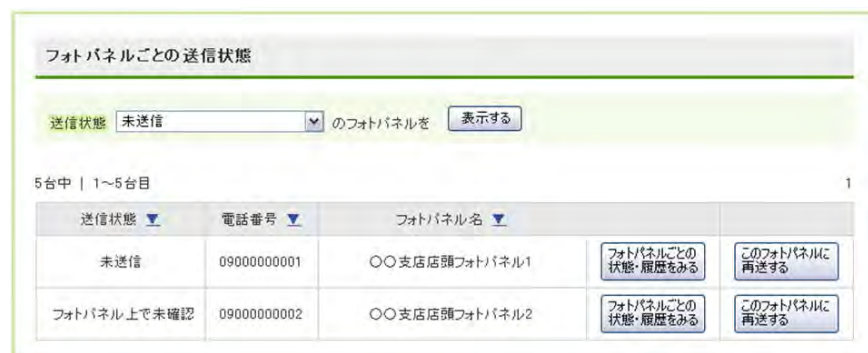 フォトパネルごとの送信状態
送信状態 未送信 のフォトパネルを 表示する
5台中 | 1～5台目 1
送信状態 ▼ 電話番号 ▼ フォトパネル名 ▼
未送信 09000000001 〇〇支店店頭フォトパネル1 フォトパネルごとの このフォトパネルに
状態・履歴をみる 再送する
フォトパネル上で未確認 09000000002 〇〇支店店頭フォトパネル2 フォトパネルごとの このフォトパネルに
状態・履歴をみる 再送する